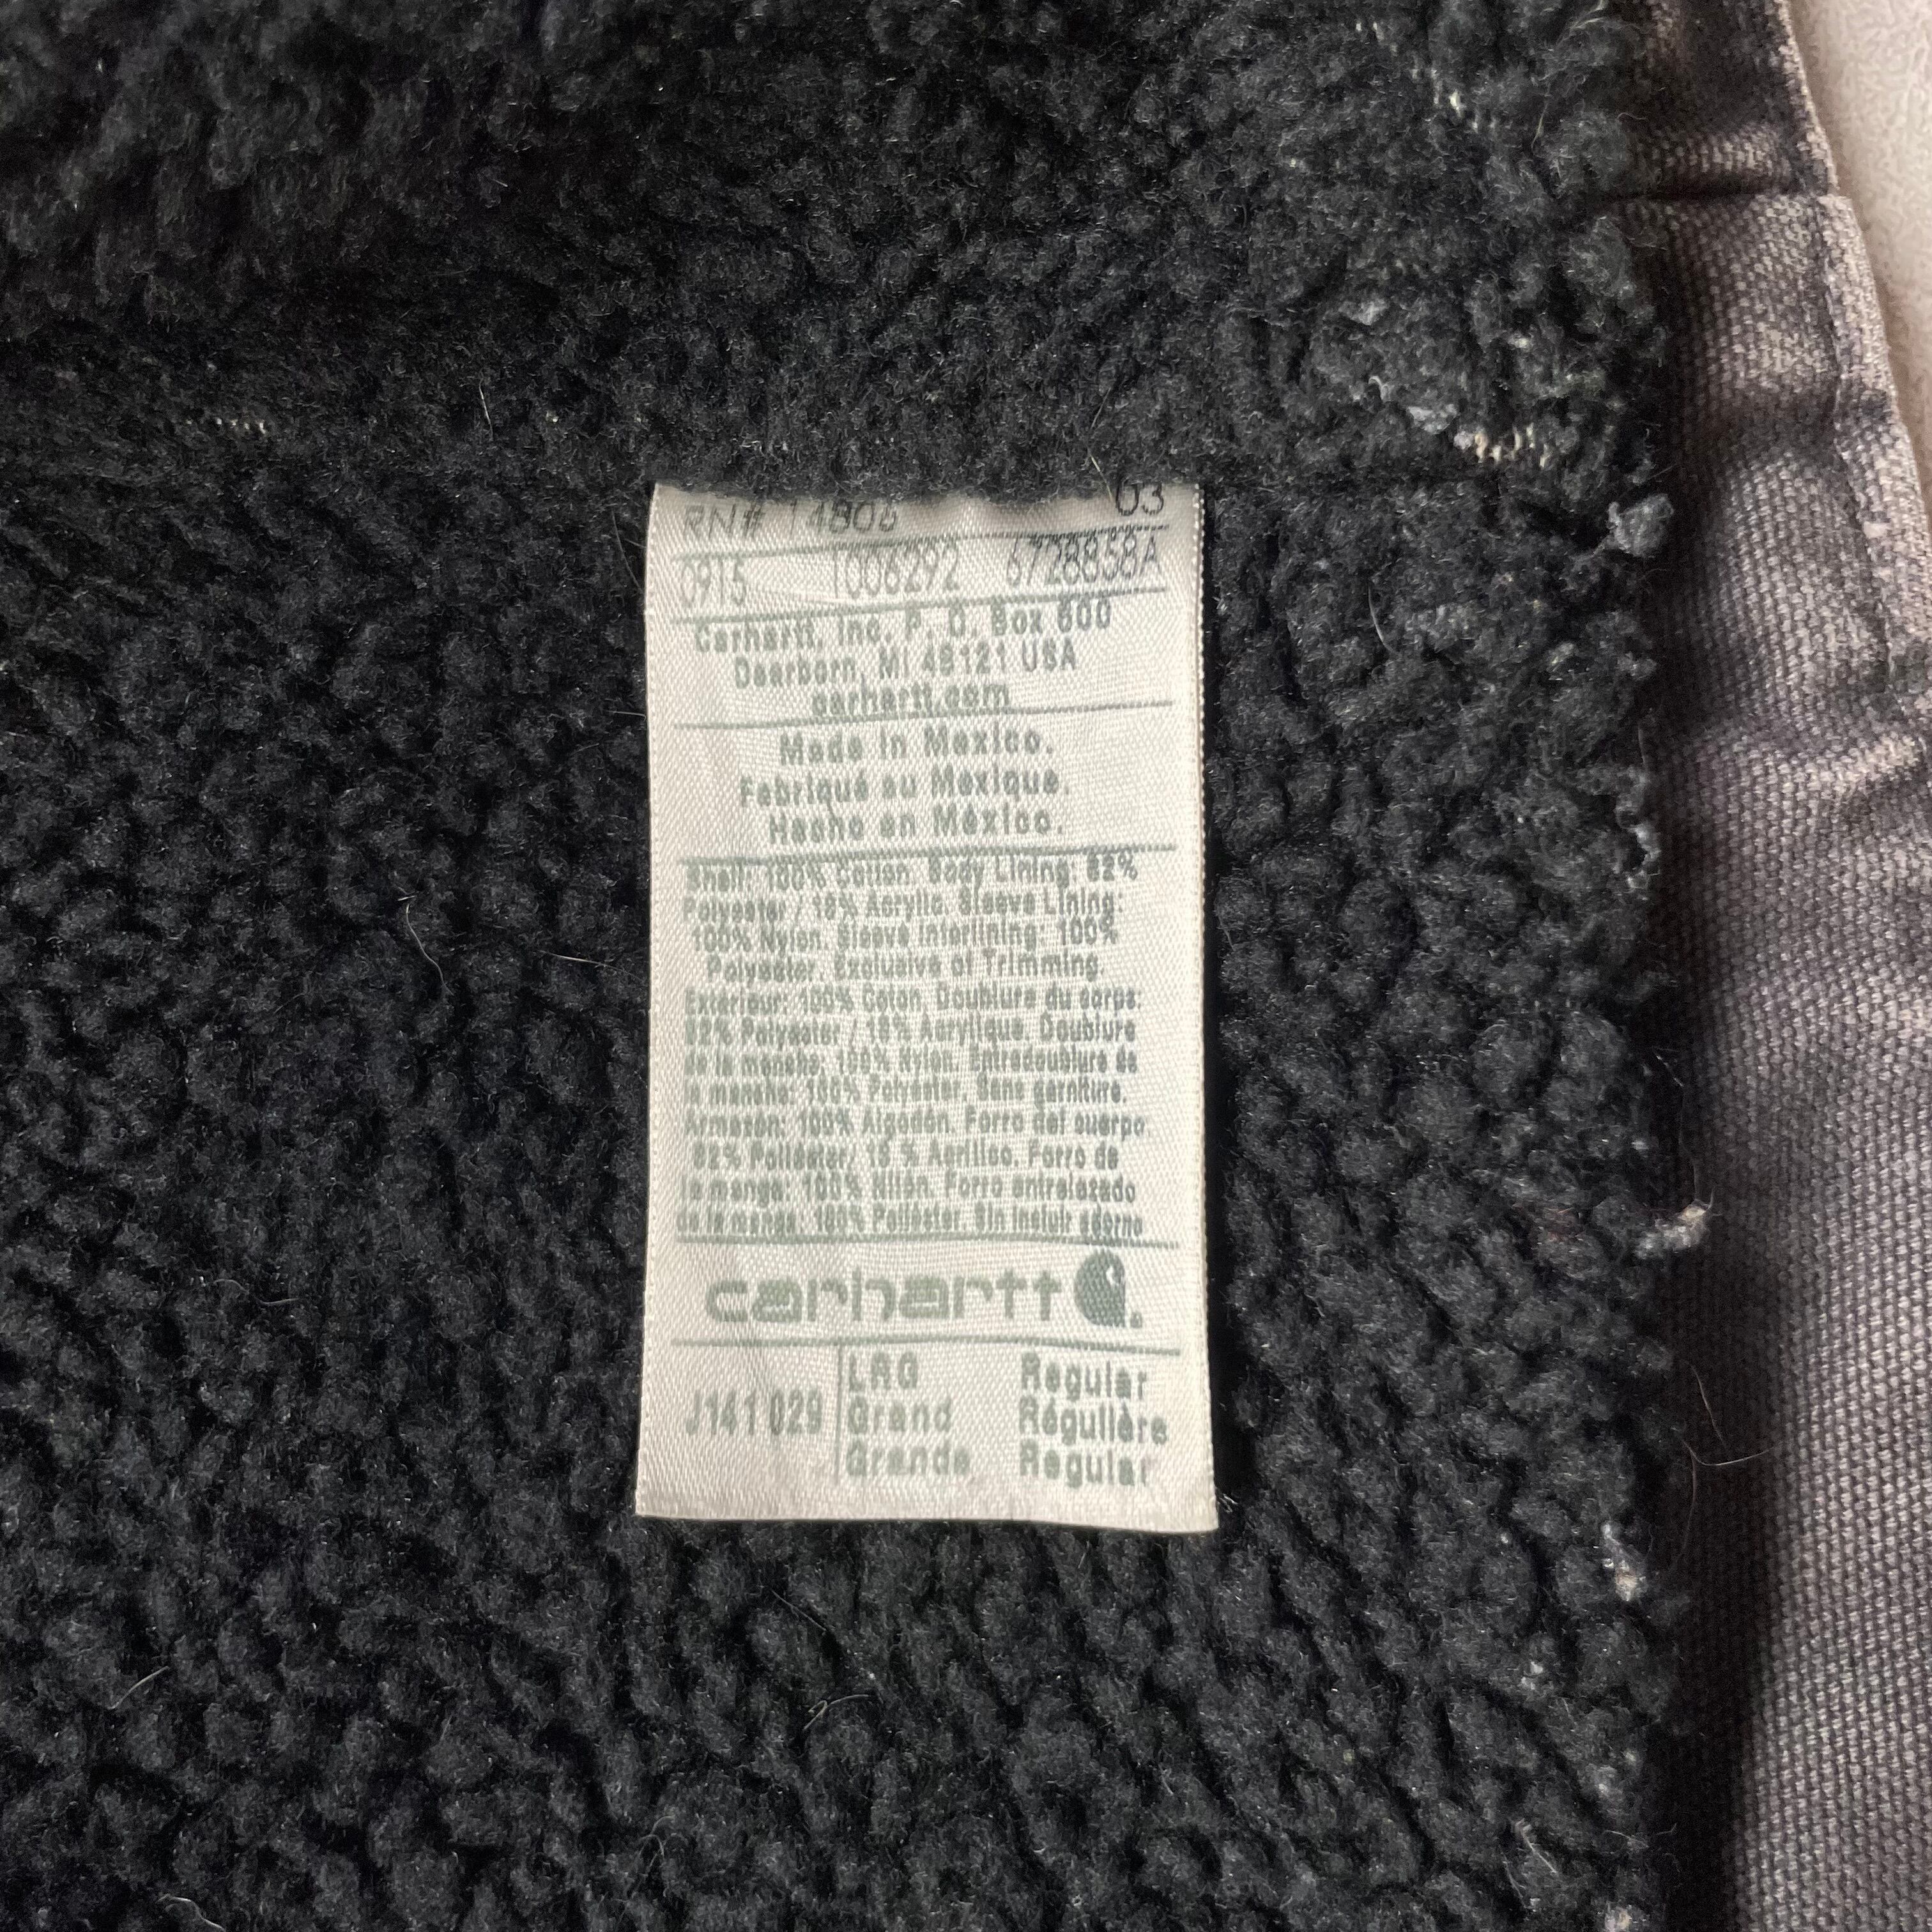 RN# 14806 03
0915 1006292 6728838A
Carhartt, Inc. P. O. Box 600
Dearborn, MI 48121 USA
carhartt.com
Made in Mexico.
Fabriqué au Mexique.
Hecho en México.
Shell: 100% Cotton. Body Lining: 82%
Polyester / 18% Acrylic. Sleeve Lining:
100% Nylon. Sleeve Interlining: 100%
Polyester. Exclusive of Trimming.
Extérieur: 100% Coton. Doublure du corps:
82% Polyester / 18% Acrylique. Doublure
de la manche: 100% Nylon. Entredoublure de
la manche: 100% Polyester. Sans garniture.
Armazon: 100% Algodón. Forro del cuerpo:
82% Poliéster/ 18 % Acrílico. Forro de
la manga: 100% Nilón. Forro entrelazado
de la manga: 100% Poliéster. Sin incluir adorno
carhartt
J141 029
LRG Regular
Grand Régulière
Grande Regular